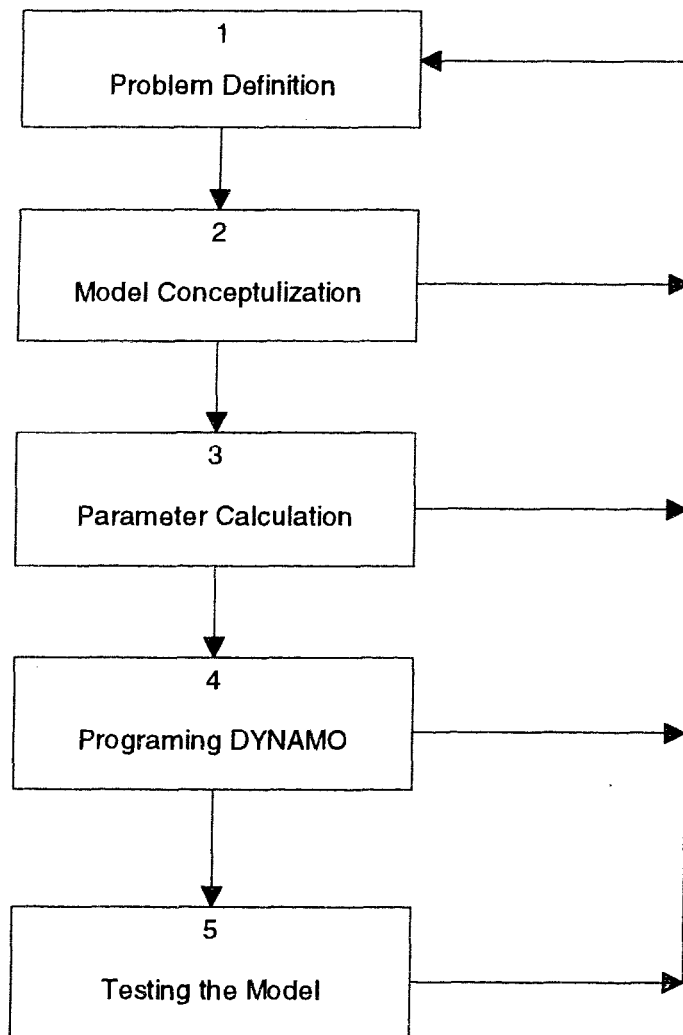 1
Problem Definition
2
Model Conceptulization
3
Parameter Calculation
4
Programing DYNAMO
5
Testing the Model